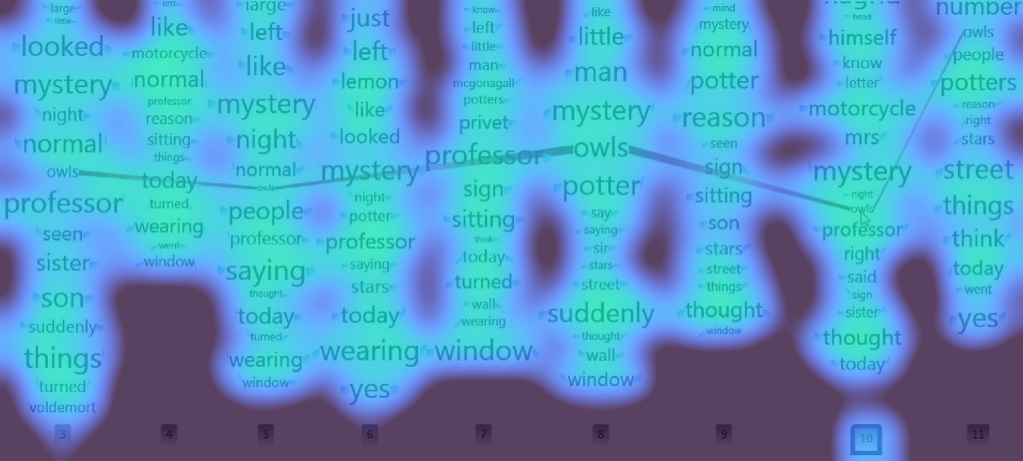 large
little
looked
mystery
night
normal
owls
professor
seen
sister
son
suddenly
things
turned
voldemort
3
left
like
motorcycle
normal
professor
reason
sitting
things
today
turned
wearing
went
window
4
large
left
like
mystery
night
normal
owls
people
professor
saying
thought
today
turned
wearing
window
5
just
left
lemon
like
looked
mystery
night
potter
professor
saying
stars
today
wearing
yes
6
know
left
little
man
mcgonagall
potters
privet
professor
sign
sitting
think
today
turned
wall
wearing
window
7
like
little
man
mystery
owls
potter
say
saying
sir
stars
street
suddenly
thought
wall
window
8
mind
mystery
normal
potter
reason
seen
sign
sitting
son
stars
street
things
thought
window
9
hagrid
head
himself
know
letter
motorcycle
mrs
mystery
night
owls
professor
right
said
sign
sister
thought
today
10
number
owls
people
potters
reason
right
stars
street
things
think
today
went
yes
11